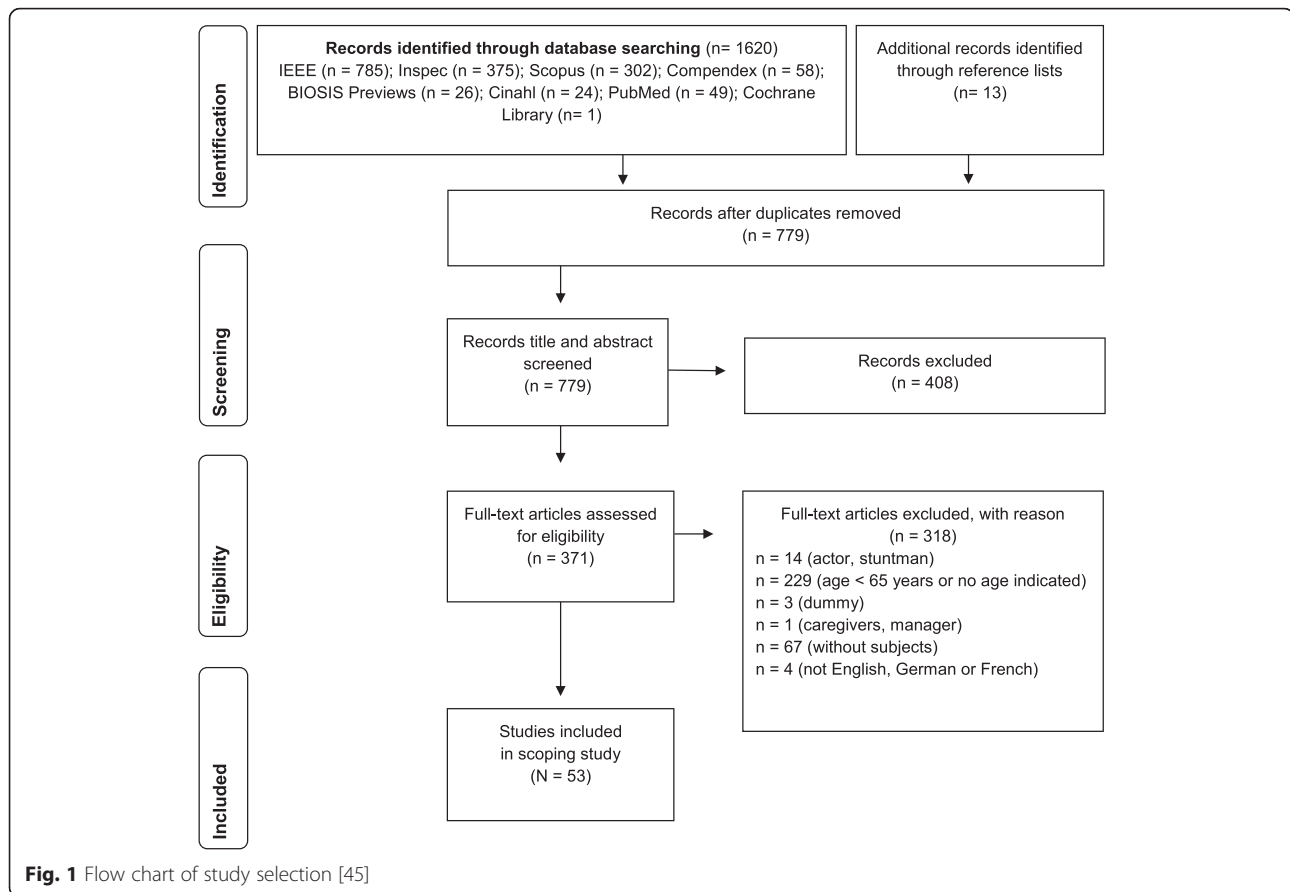 Identification
Records identified through database searching (n= 1620)
IEEE (n = 785); Inspec (n = 375); Scopus (n = 302); Compendex (n = 58);
BIOSIS Previews (n = 26); Cinahl (n = 24); PubMed (n = 49); Cochrane
Library (n= 1)
Additional records identified
through reference lists
(n= 13)
Records after duplicates removed
(n = 779)
Screening
Records title and abstract
screened
(n = 779)
Records excluded
(n = 408)
Eligibility
Full-text articles assessed
for eligibility
(n = 371)
Full-text articles excluded, with reason
(n = 318)
n = 14 (actor, stuntman)
n = 229 (age < 65 years or no age indicated)
n = 3 (dummy)
n = 1 (caregivers, manager)
n = 67 (without subjects)
n = 4 (not English, German or French)
Included
Studies included
in scoping study
(N = 53)
Fig. 1 Flow chart of study selection [45]